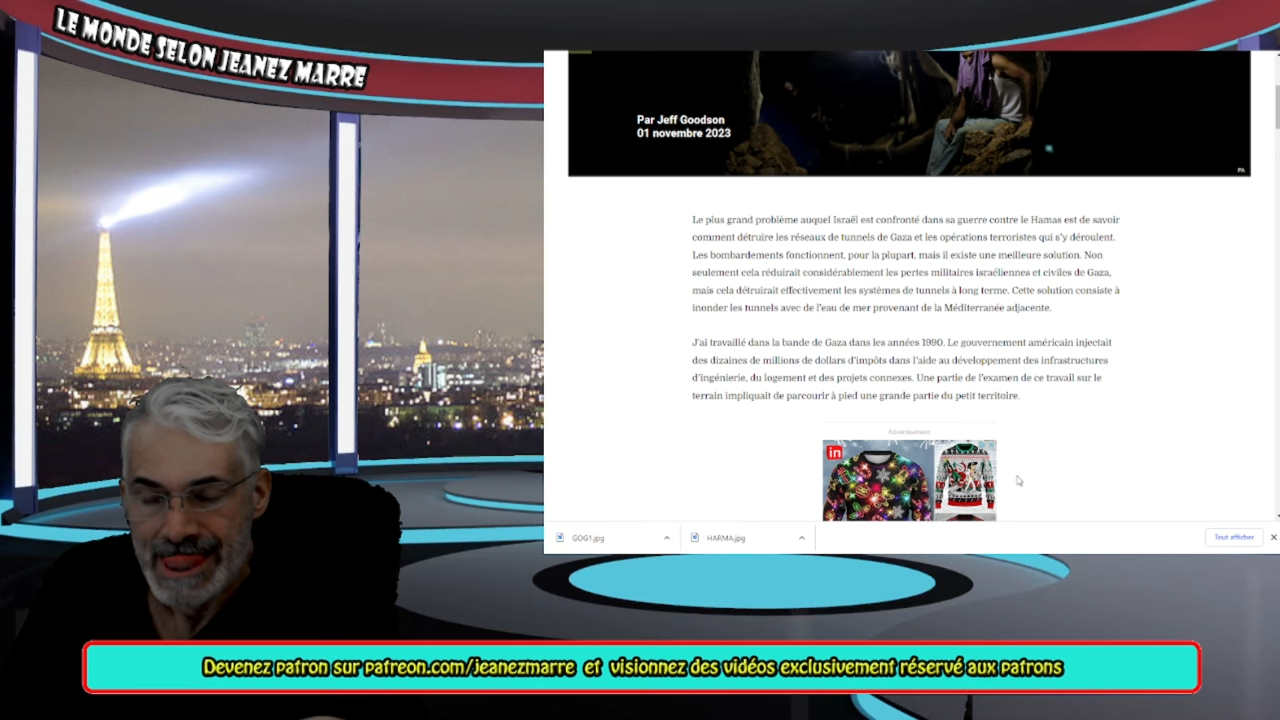 LE MONDE SELON JEANEZ MARRE
Par Jeff Goodson
01 novembre 2023
PA
Le plus grand problème auquel Israël est confronté dans sa guerre contre le Hamas est de savoir
comment détruire les réseaux de tunnels de Gaza et les opérations terroristes qui s'y déroulent.
Les bombardements fonctionnent, pour la plupart, mais il existe une meilleure solution. Non
seulement cela réduirait considérablement les pertes militaires israéliennes et civiles de Gaza,
mais cela détruirait effectivement les systèmes de tunnels à long terme. Cette solution consiste à
inonder les tunnels avec de l'eau de mer provenant de la Méditerranée adjacente.
J'ai travaillé dans la bande de Gaza dans les années 1990. Le gouvernement américain injectait
des dizaines de millions de dollars d'impôts dans l'aide au développement des infrastructures
d'ingénierie, du logement et des projets connexes. Une partie de l'examen de ce travail sur le
terrain impliquait de parcourir à pied une grande partie du petit territoire.
Advertisement
in
GOG1.jpg
HARMA.jpg
Tout afficher
Devenez patron sur patreon.com/jeanezmarre et visionnez des vidéos exclusivement réservé aux patrons